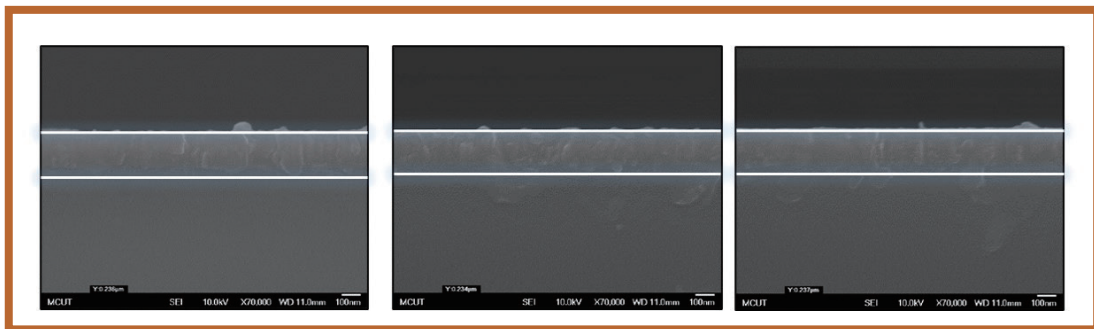 Y:0.236µm
MCUT SEI 10.0kV X70,000 WD 11.0mm 100nm
Y:0.234µm
MCUT SEI 10.0kV X70,000 WD 11.0mm 100nm
Y:0.237µm
MCUT SEI 10.0kV X70,000 WD 11.0mm 100nm